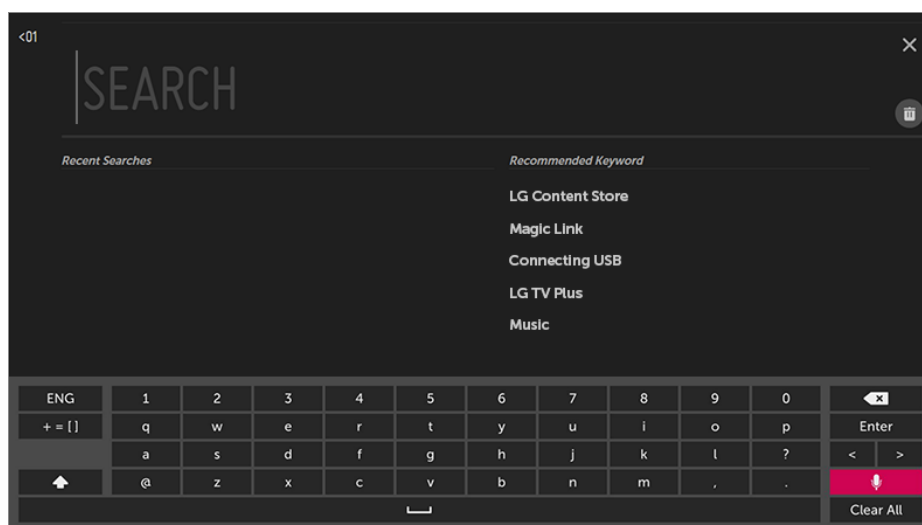 <01
SEARCH
Recent Searches
Recommended Keyword
LG Content Store
Magic Link
Connecting USB
LG TV Plus
Music
ENG 1 2 3 4 5 6 7 8 9 0
+ = [ ] q w e r t y u i o p Enter
a s d f g h j k l ? < >
@ z x c v b n m , .
Clear All